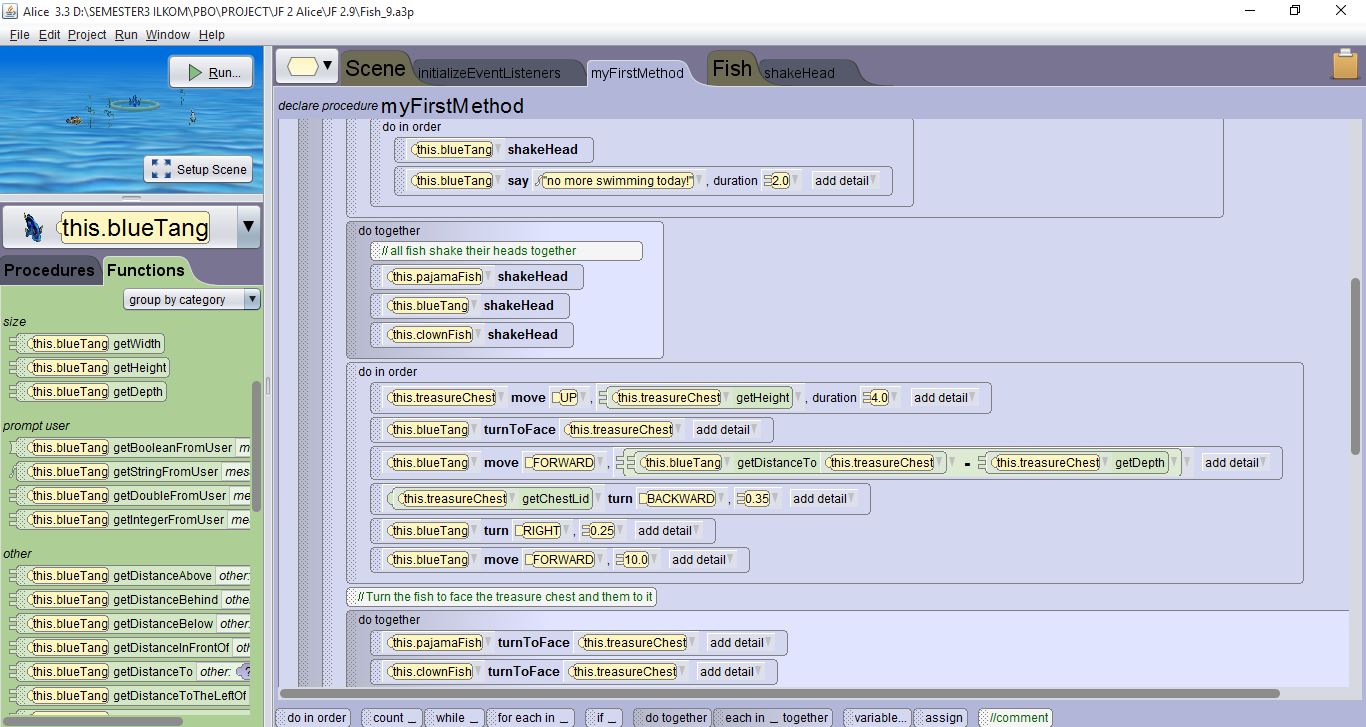 Alice 3.3 D:\SEMESTER3 ILKOM\PBO\PROJECT\JF 2 Alice\JF 2.9\Fish_9.a3p
File Edit Project Run Window Help
Run...
Setup Scene
this.blueTang
Procedures Functions
group by category
size
this.blueTang getWidth
this.blueTang getHeight
this.blueTang getDepth
prompt user
this.blueTang getBooleanFromUser m
this.blueTang getStringFromUser mes
this.blueTang getDoubleFromUser me
this.blueTang getIntegerFromUser me
other
this.blueTang getDistanceAbove other:
this.blueTang getDistanceBehind othe
this.blueTang getDistanceBelow other:
this.blueTang getDistanceInFrontOf oth
this.blueTang getDistanceTo other: ?
this.blueTang getDistanceToTheLeftOf
Scene initializeEventListeners myFirstMethod Fish shakeHead
declare procedure myFirstMethod
do in order
this.blueTang shakeHead
this.blueTang say "no more swimming today!" , duration 2.0 add detail
do together
// all fish shake their heads together
this.pajamaFish shakeHead
this.blueTang shakeHead
this.clownFish shakeHead
do in order
this.treasureChest move UP , this.treasureChest getHeight , duration 4.0 add detail
this.blueTang turnToFace this.treasureChest add detail
this.blueTang move FORWARD , this.blueTang getDistanceTo this.treasureChest - this.treasureChest getDepth add detail
this.treasureChest getChestLid turn BACKWARD , 0.35 add detail
this.blueTang turn RIGHT , 0.25 add detail
this.blueTang move FORWARD , 10.0 add detail
// Turn the fish to face the treasure chest and them to it
do together
this.pajamaFish turnToFace this.treasureChest add detail
this.clownFish turnToFace this.treasureChest add detail
do in order count _ while _ for each in _ if _ do together each in _ together variable... assign //comment